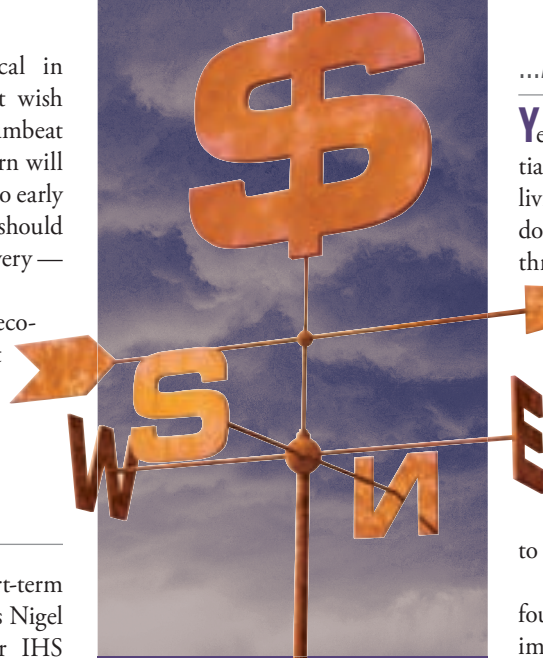 cal in
t wish
mbeat
rn will
o early
should
very —
eco-
rt-term
s Nigel
r IHS
$
S
W
N
E
Ye
tia
liv
do
thr
to
fou
im